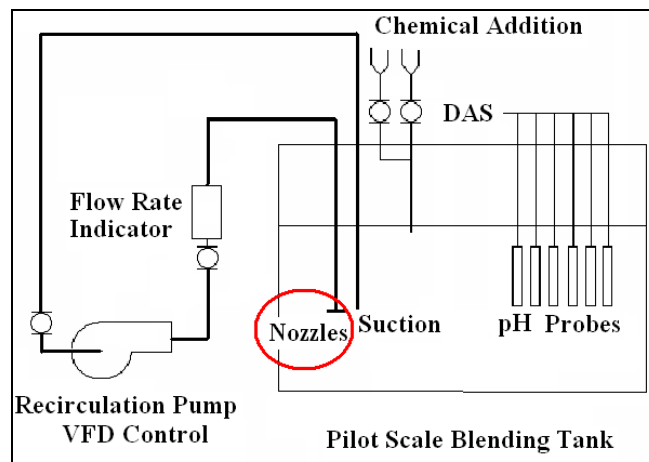 Chemical Addition
DAS
Flow Rate
Indicator
Nozzles
Suction
pH Probes
Recirculation Pump
VFD Control
Pilot Scale Blending Tank